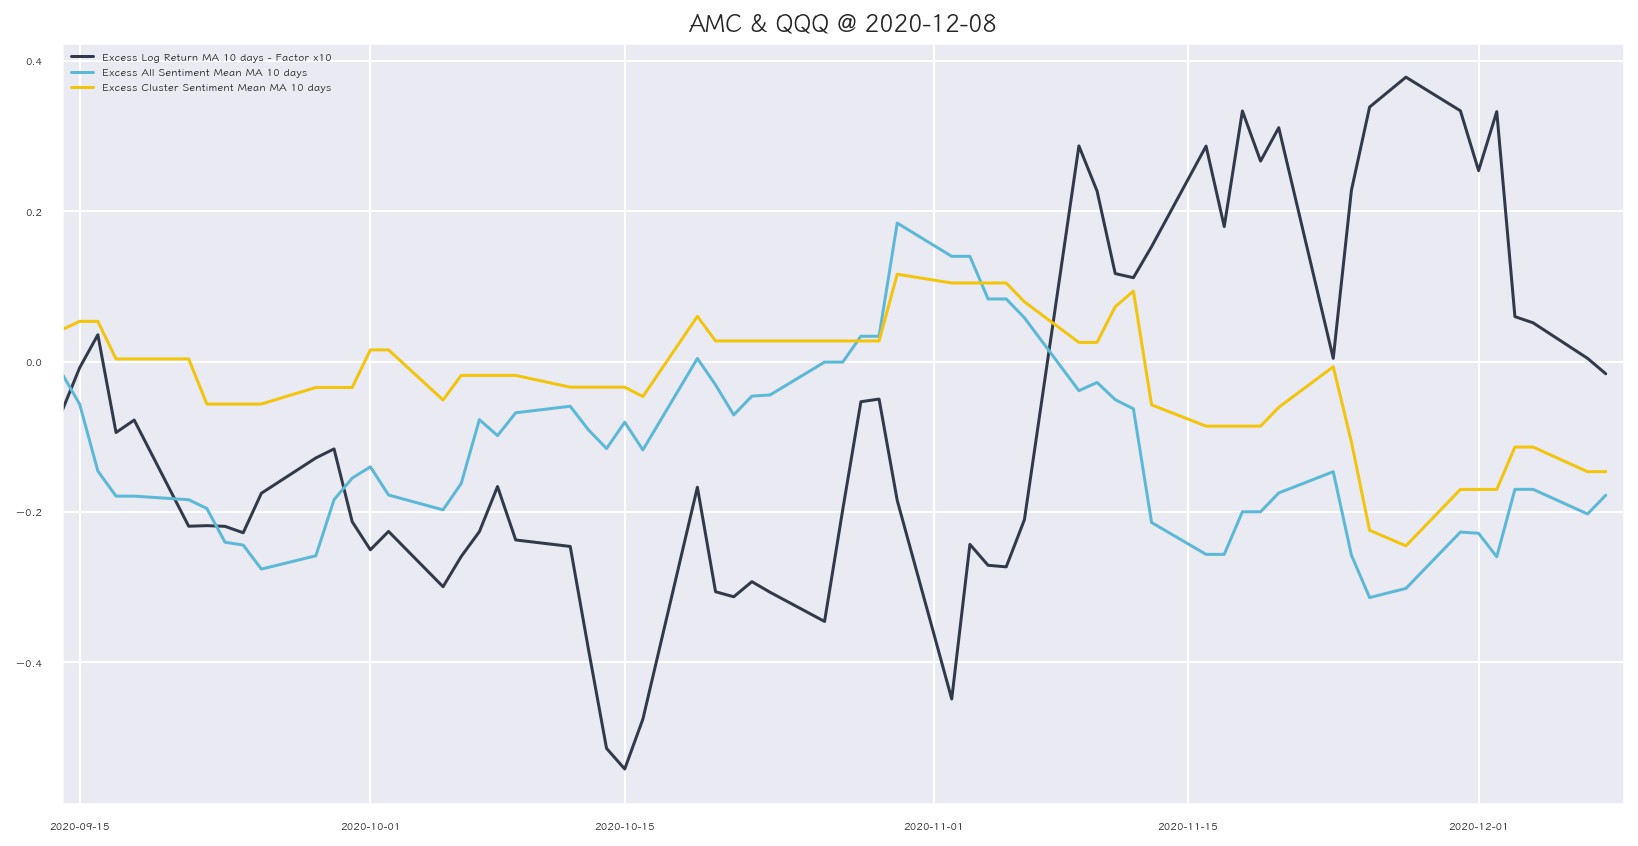 AMC & QQQ @ 2020-12-08
Excess Log Return MA 10 days - Factor x10
Excess All Sentiment Mean MA 10 days
Excess Cluster Sentiment Mean MA 10 days
0.4
0.2
0.0
−0.2
−0.4
2020-09-15 2020-10-01 2020-10-15 2020-11-01 2020-11-15 2020-12-01